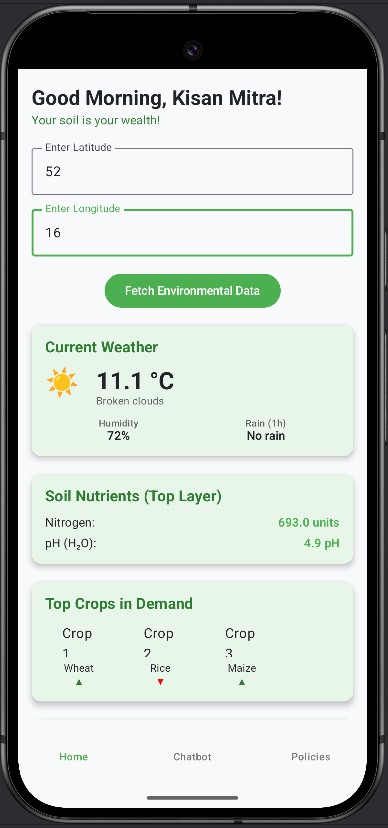 Good Morning, Kisan Mitra!
Your soil is your wealth!
Enter Latitude
52
Enter Longitude
16
Fetch Environmental Data
Current Weather
11.1 °C
Broken clouds
Humidity
72%
Rain (1h)
No rain
Soil Nutrients (Top Layer)
Nitrogen: 693.0 units
pH (H₂O): 4.9 pH
Top Crops in Demand
Crop 1
Wheat
▲
Crop 2
Rice
▼
Crop 3
Maize
▲
Home Chatbot Policies